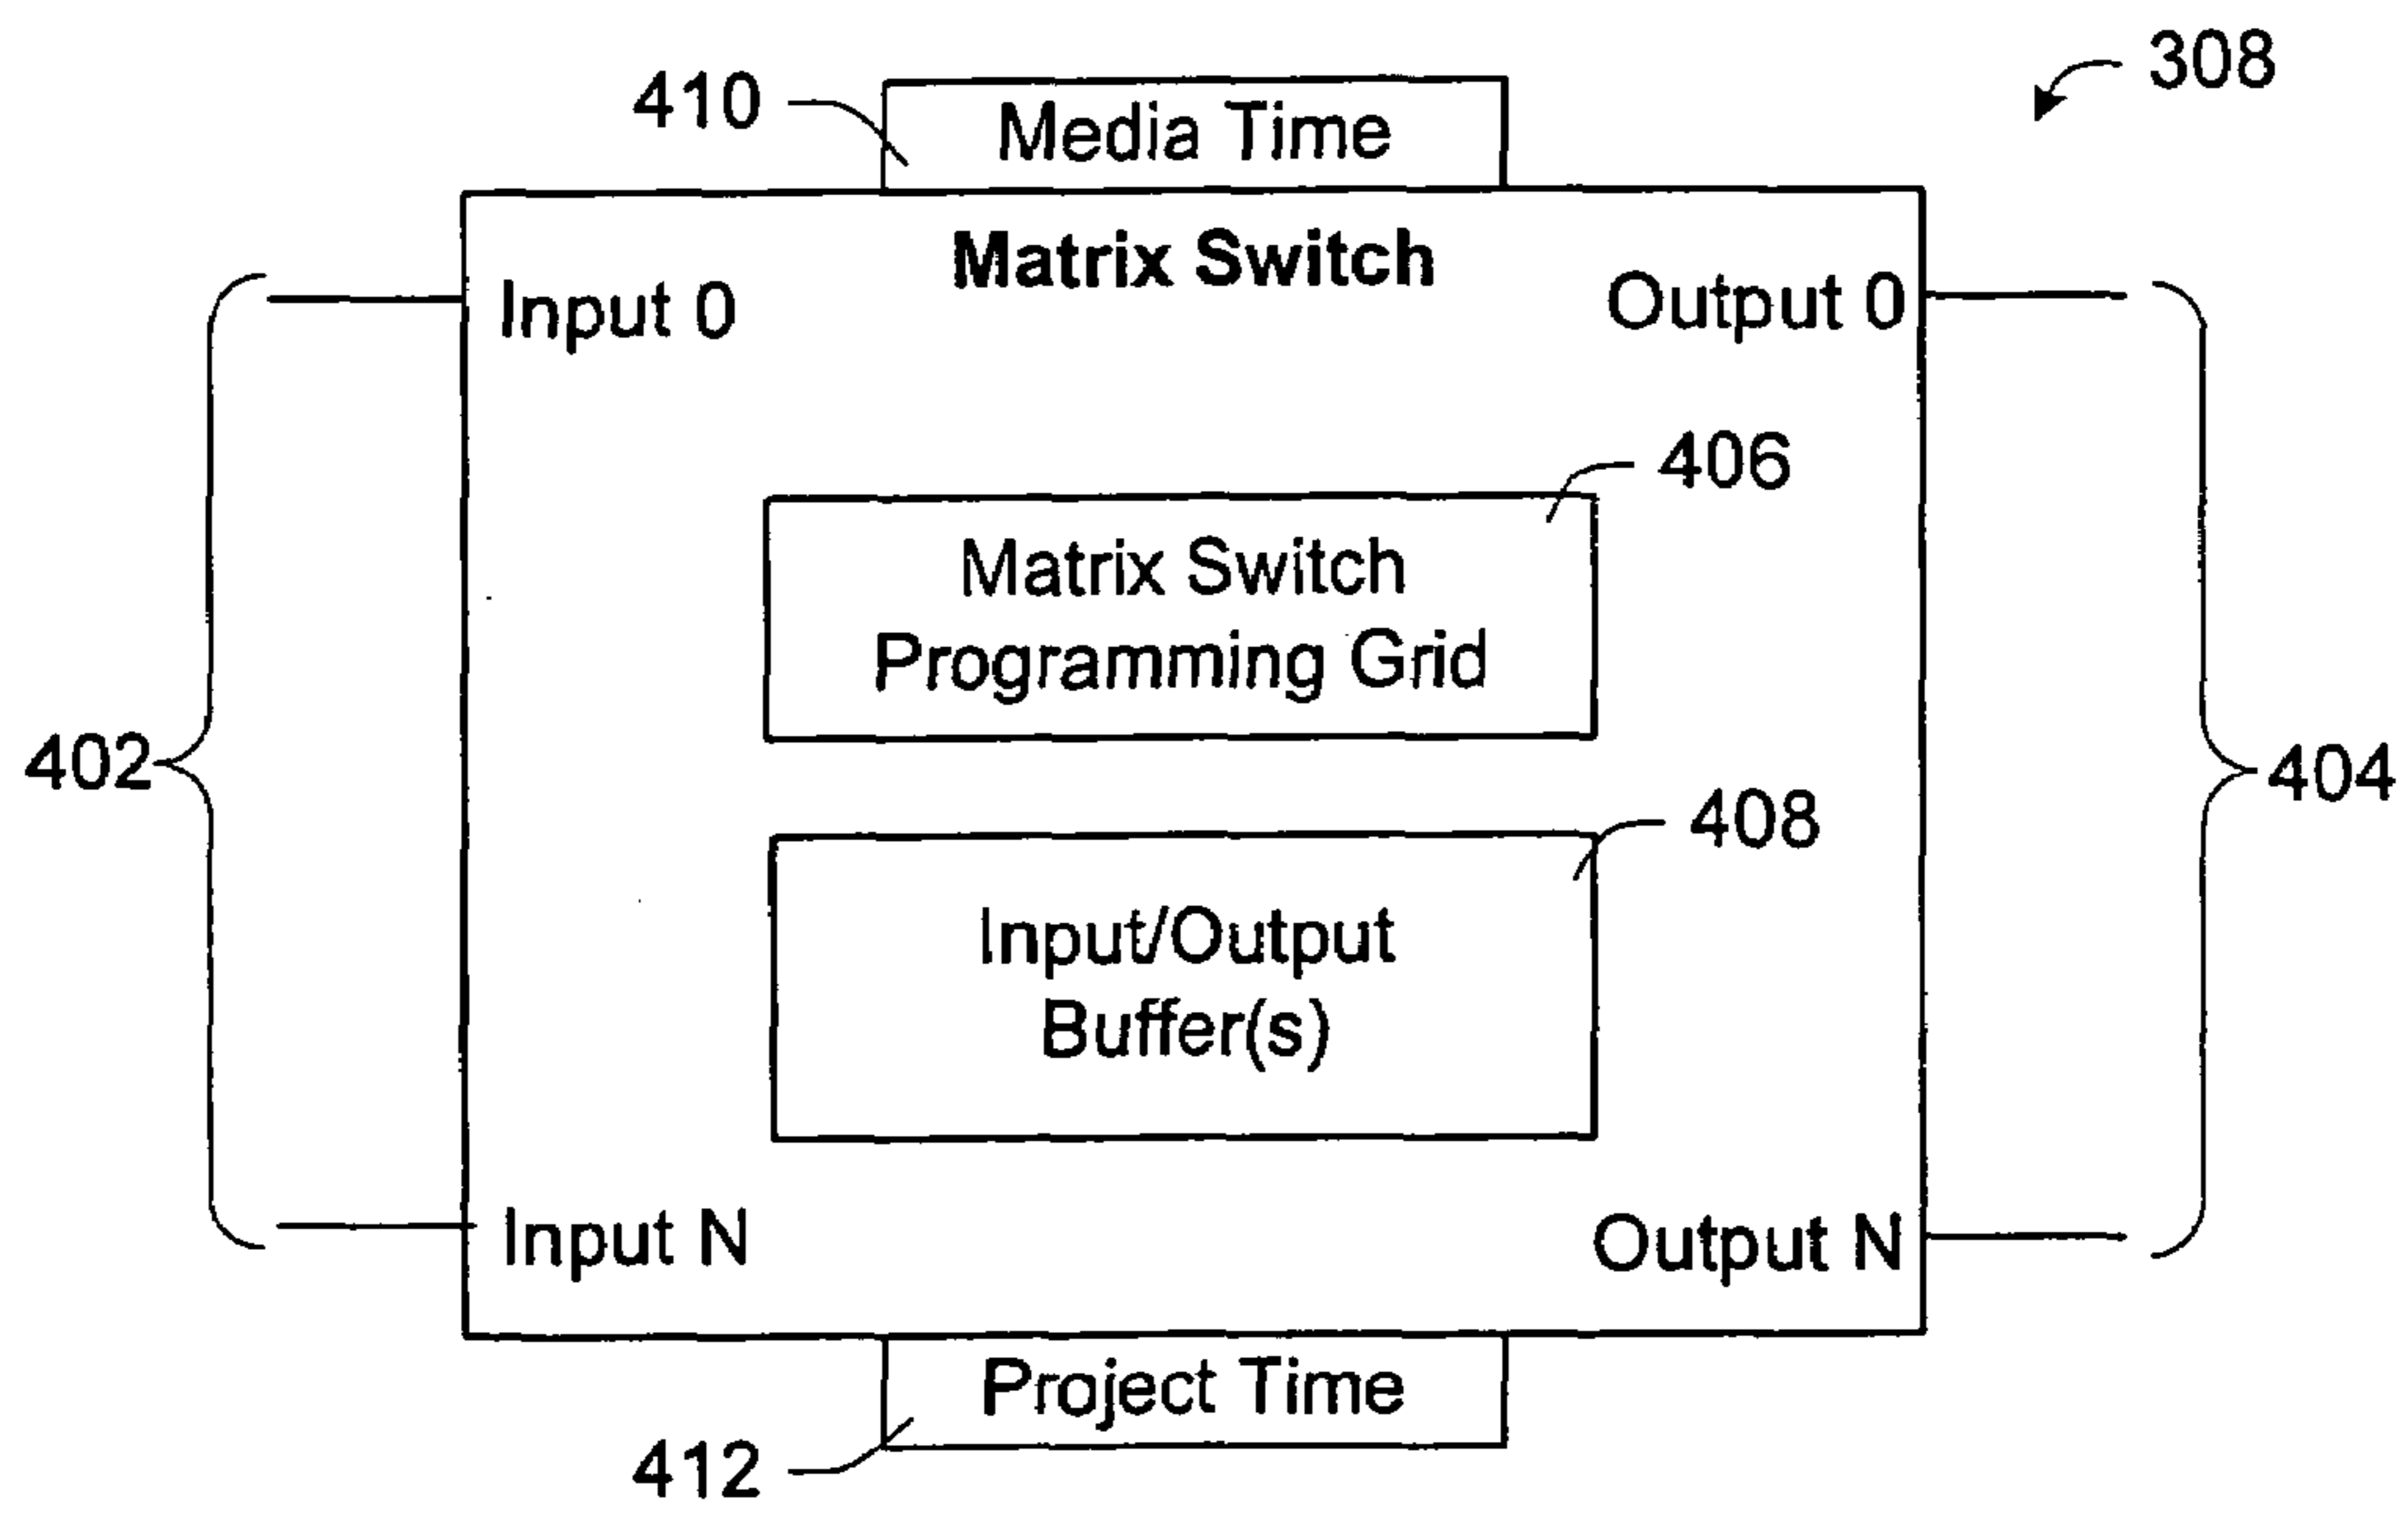 308
410
Media Time
Matrix Switch
Input 0
Output 0
406
Matrix Switch
Programming Grid
402
404
408
Input/Output
Buffer(s)
Input N
Output N
Project Time
412